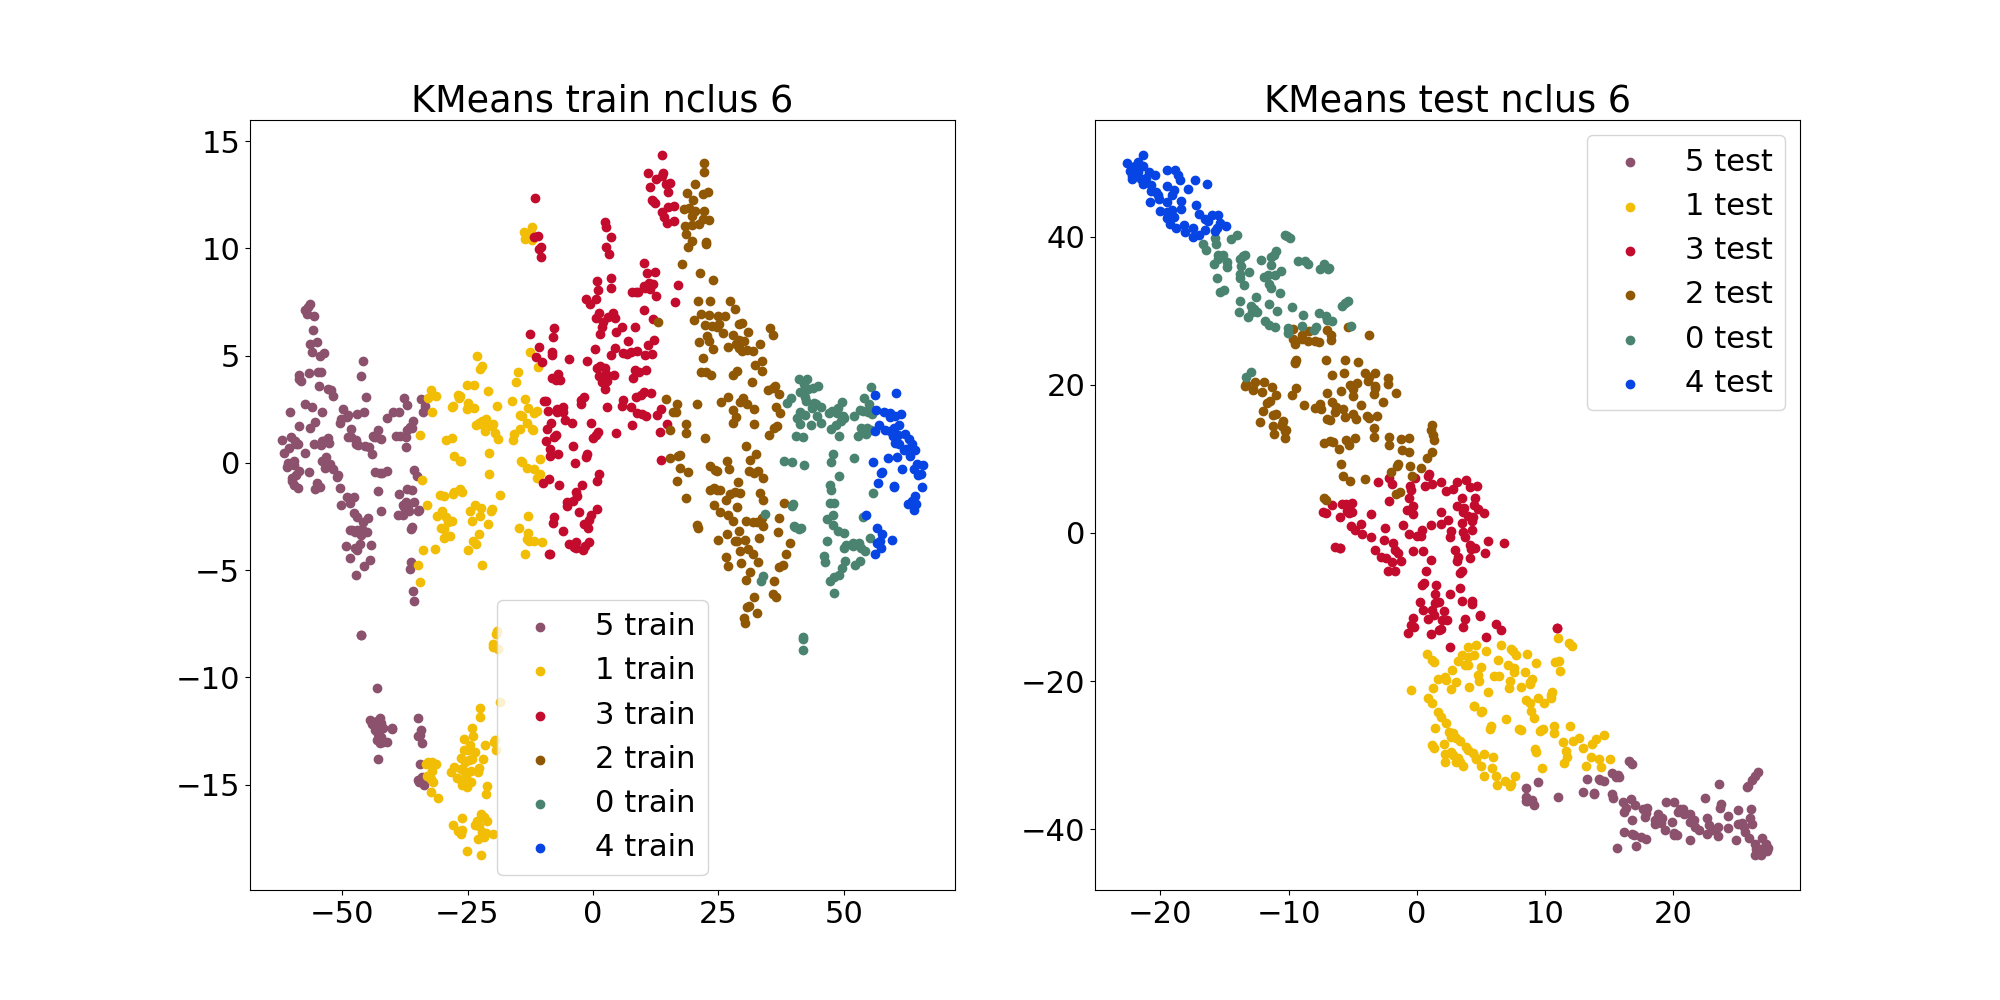 KMeans train nclus 6
15
10
5
0
−5
−10
−15
−50
−25
0
25
50
5 train
1 train
3 train
2 train
0 train
4 train
KMeans test nclus 6
40
20
0
−20
−40
−20
−10
0
10
20
5 test
1 test
3 test
2 test
0 test
4 test